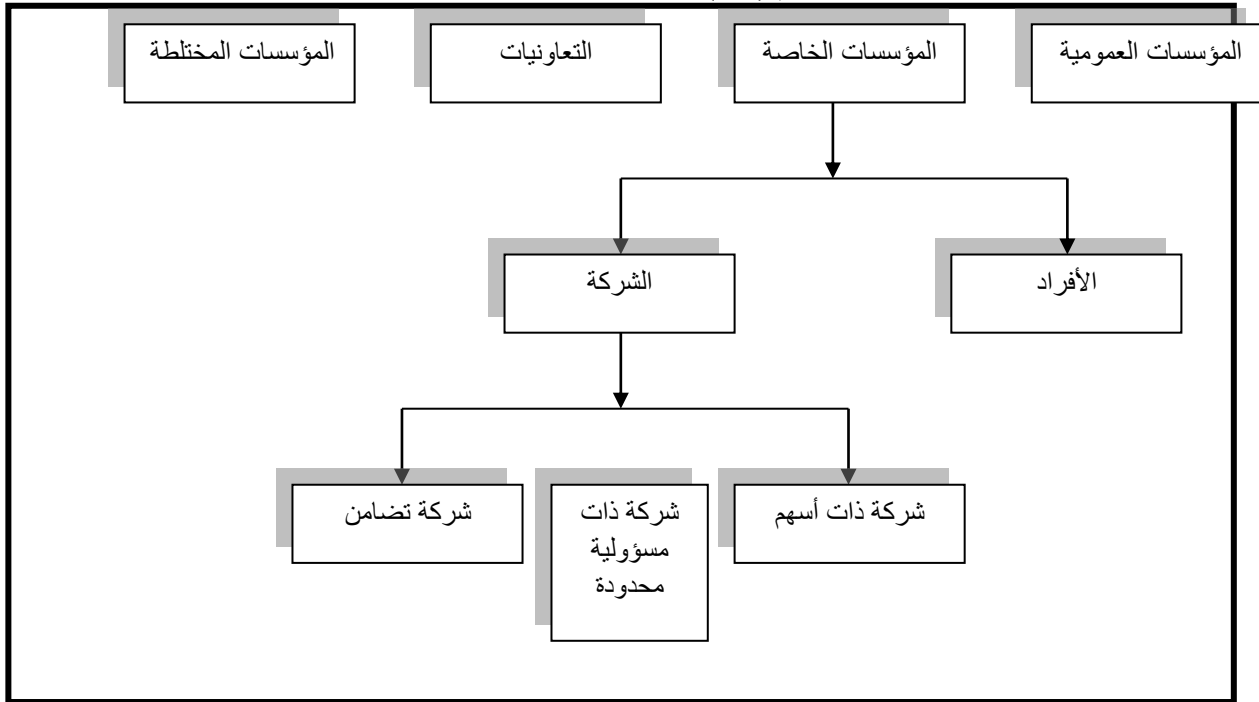 المؤسسات العمومية
المؤسسات الخاصة
التعاونيات
المؤسسات المختلطة
الأفراد
الشركة
شركة ذات أسهم
شركة ذات
مسؤولية
محدودة
شركة تضامن